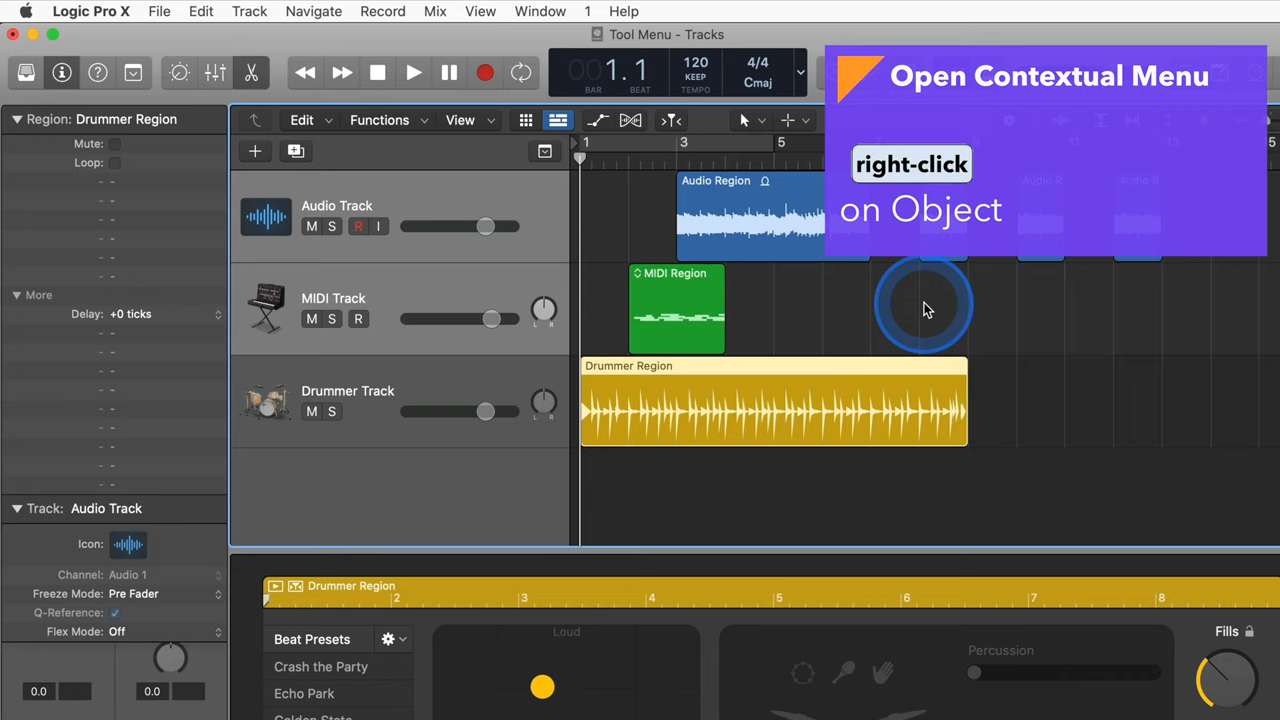 Logic Pro X File Edit Track Navigate Record Mix View Window 1 Help
Tool Menu - Tracks
001.1
BAR BEAT
120
KEEP
TEMPO
4/4
Cmaj
Open Contextual Menu
right-click
on Object
Region: Drummer Region
Mute:
Loop:
More
Delay: +0 ticks
Edit Functions View
1 3 5
Audio Track
M S R I
Audio Region
Audio R
Audio R
MIDI Track
M S R
L R
MIDI Region
Drummer Track
M S
L R
Drummer Region
Track: Audio Track
Icon:
Channel: Audio 1
Freeze Mode: Pre Fader
Q-Reference:
Flex Mode: Off
0.0 0.0
Drummer Region
2 3 4 5 6 7 8
Beat Presets
Crash the Party
Echo Park
Golden State
Loud
Percussion
Fills